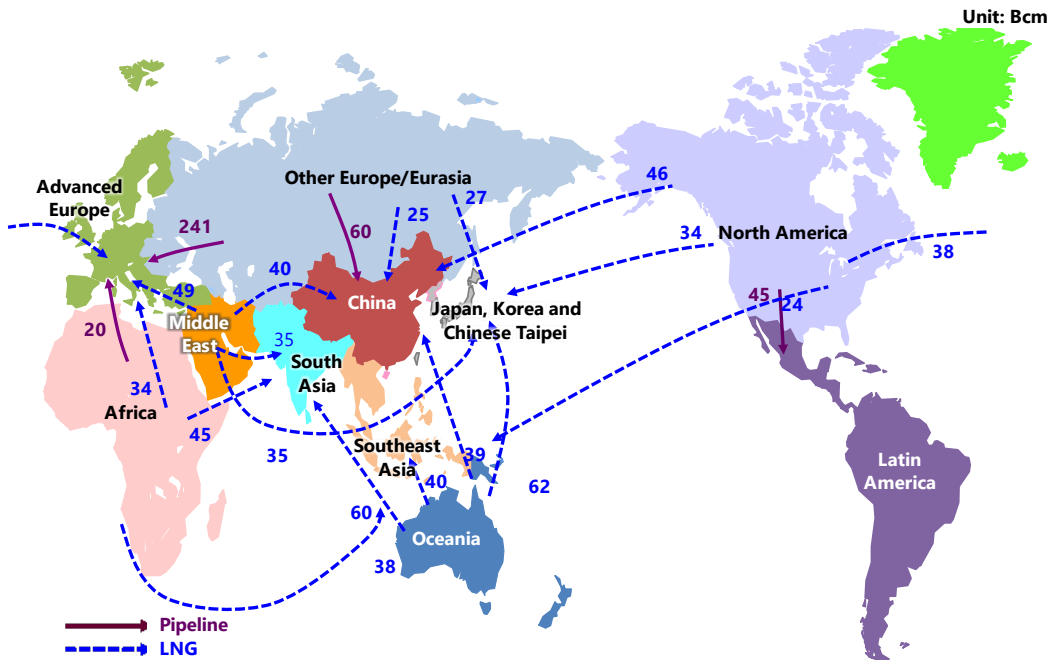 Unit: Bcm
Advanced
Europe
Other Europe/Eurasia
46
27
25
241
60
34
North America
38
40
49
China
45
24
Middle
East
Japan, Korea and
Chinese Taipei
20
35
South
Asia
34
Africa
45
35
Southeast
Asia
39
40
62
Latin
America
60
Oceania
38
Pipeline
LNG